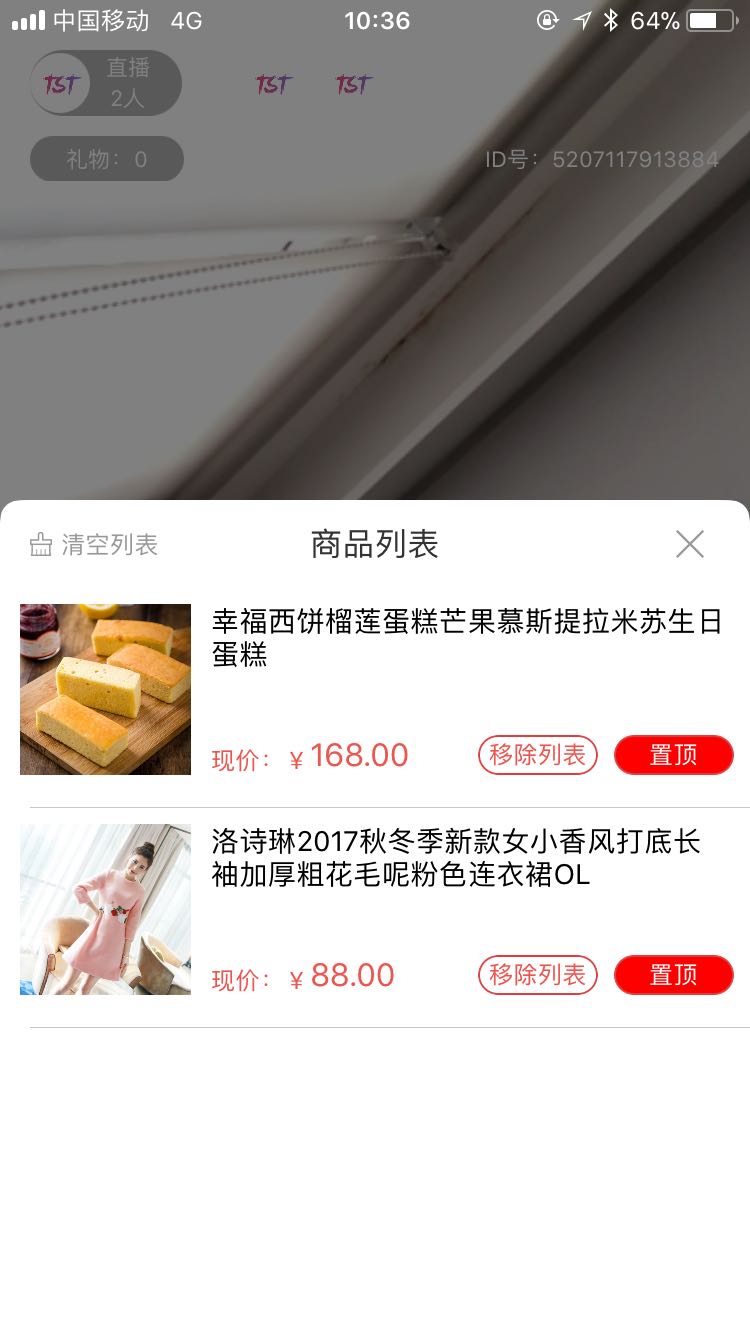 中国移动 4G 10:36 64%
TST 直播 TST TST
2人
礼物：0 ID号：5207117913884
清空列表 商品列表
幸福西饼榴莲蛋糕芒果慕斯提拉米苏生日
蛋糕
现价：￥168.00 移除列表 置顶
洛诗琳2017秋冬季新款女小香风打底长
袖加厚粗花毛呢粉色连衣裙OL
现价：￥88.00 移除列表 置顶